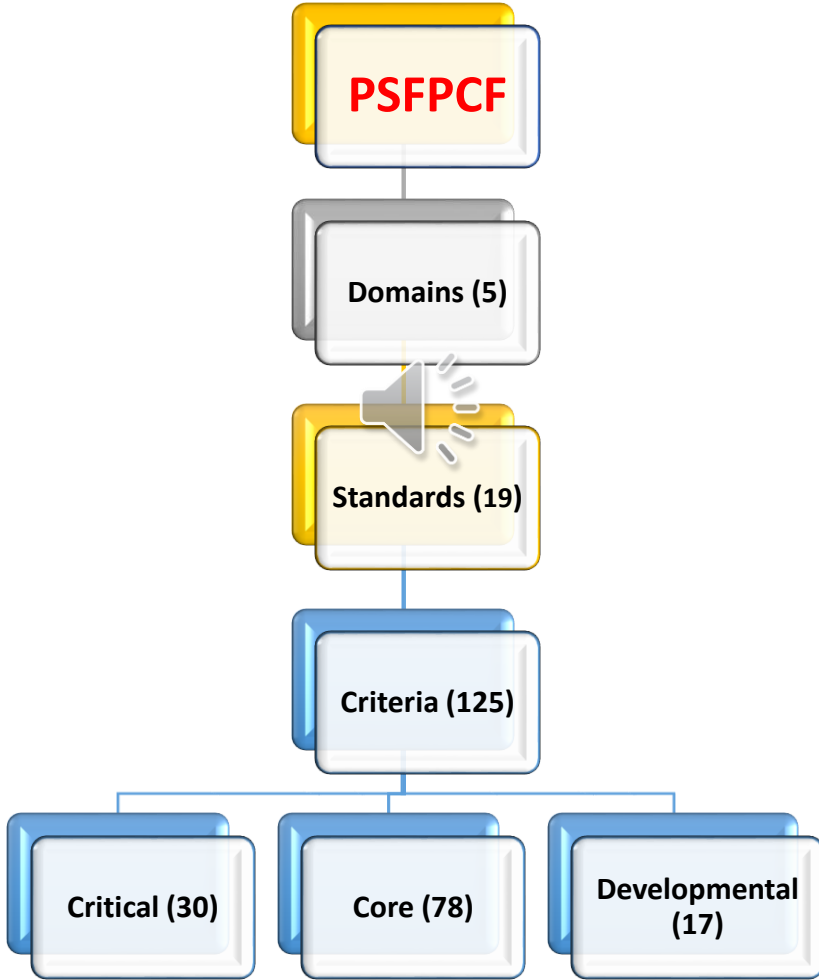 PSFPCF
Domains (5)
Standards (19)
Criteria (125)
Critical (30)
Core (78)
Developmental
(17)